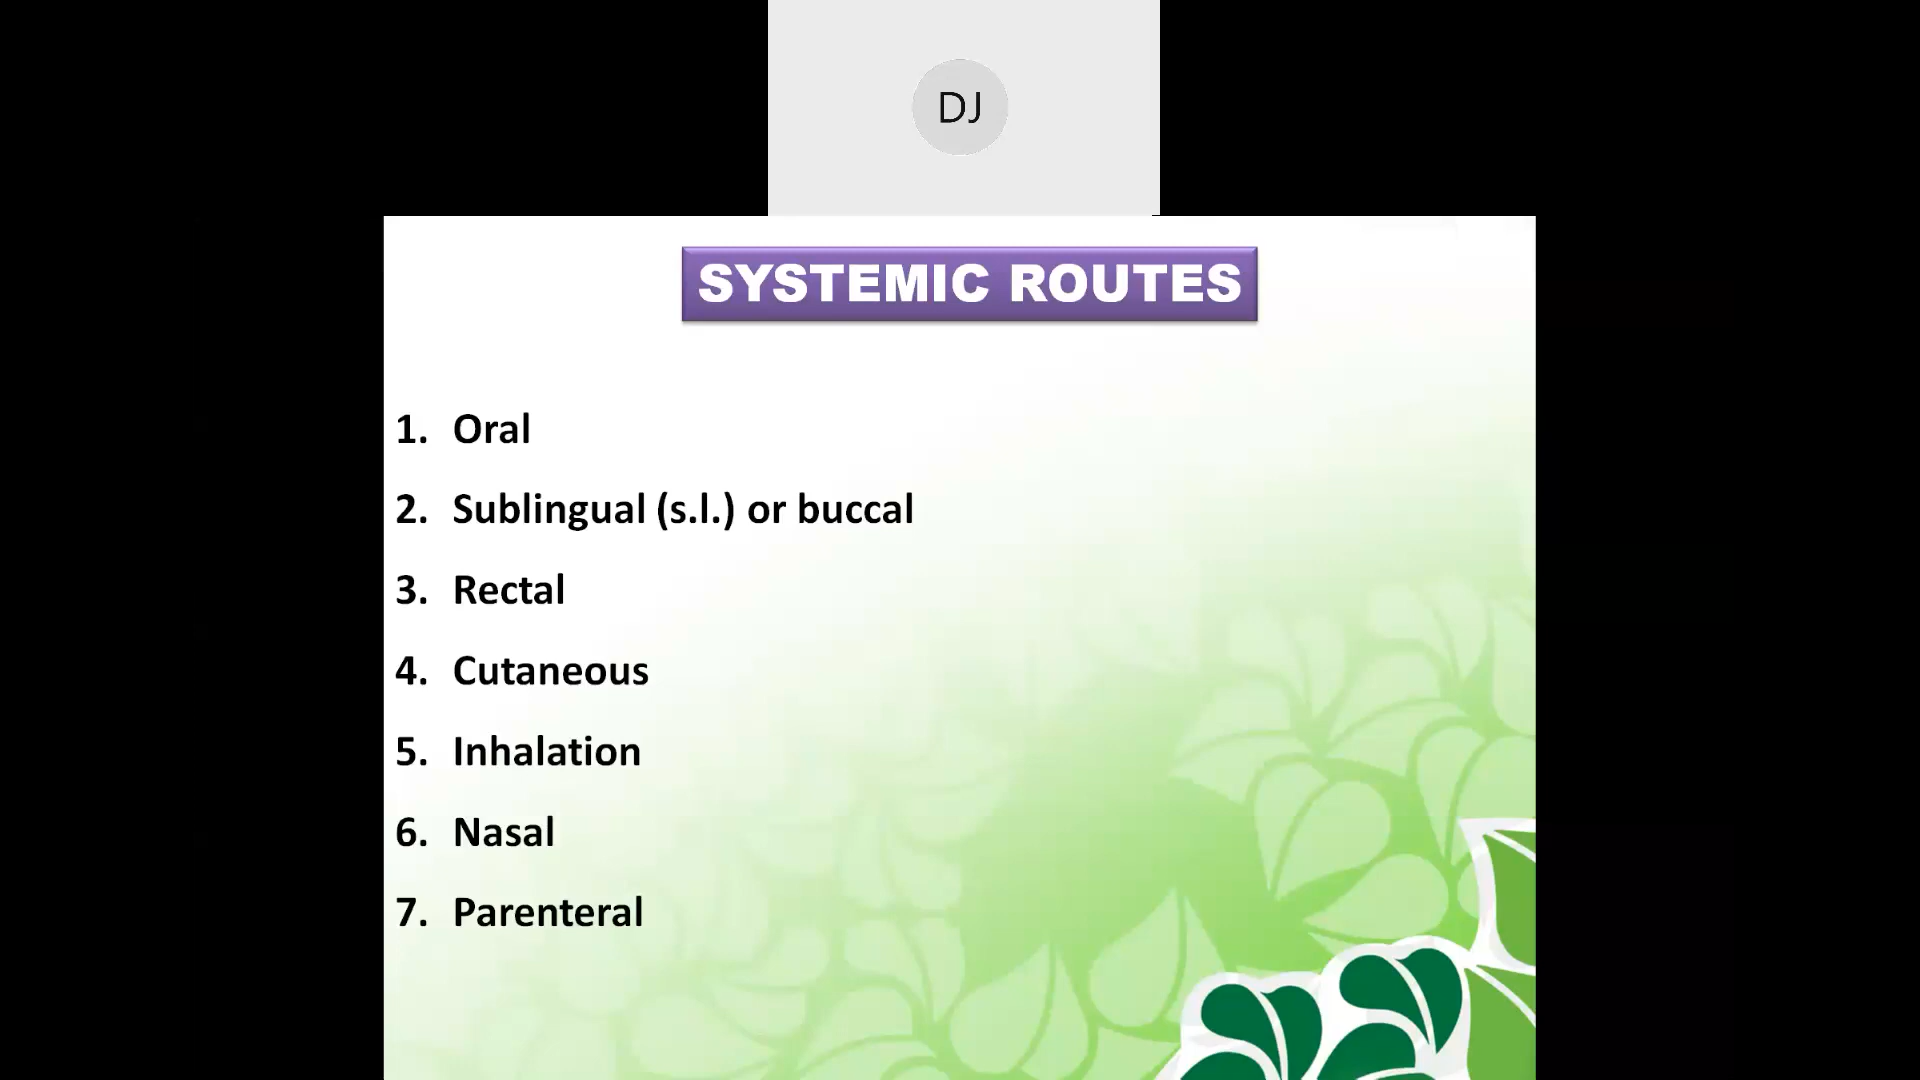 DJ
SYSTEMIC ROUTES
1. Oral
2. Sublingual (s.l.) or buccal
3. Rectal
4. Cutaneous
5. Inhalation
6. Nasal
7. Parenteral